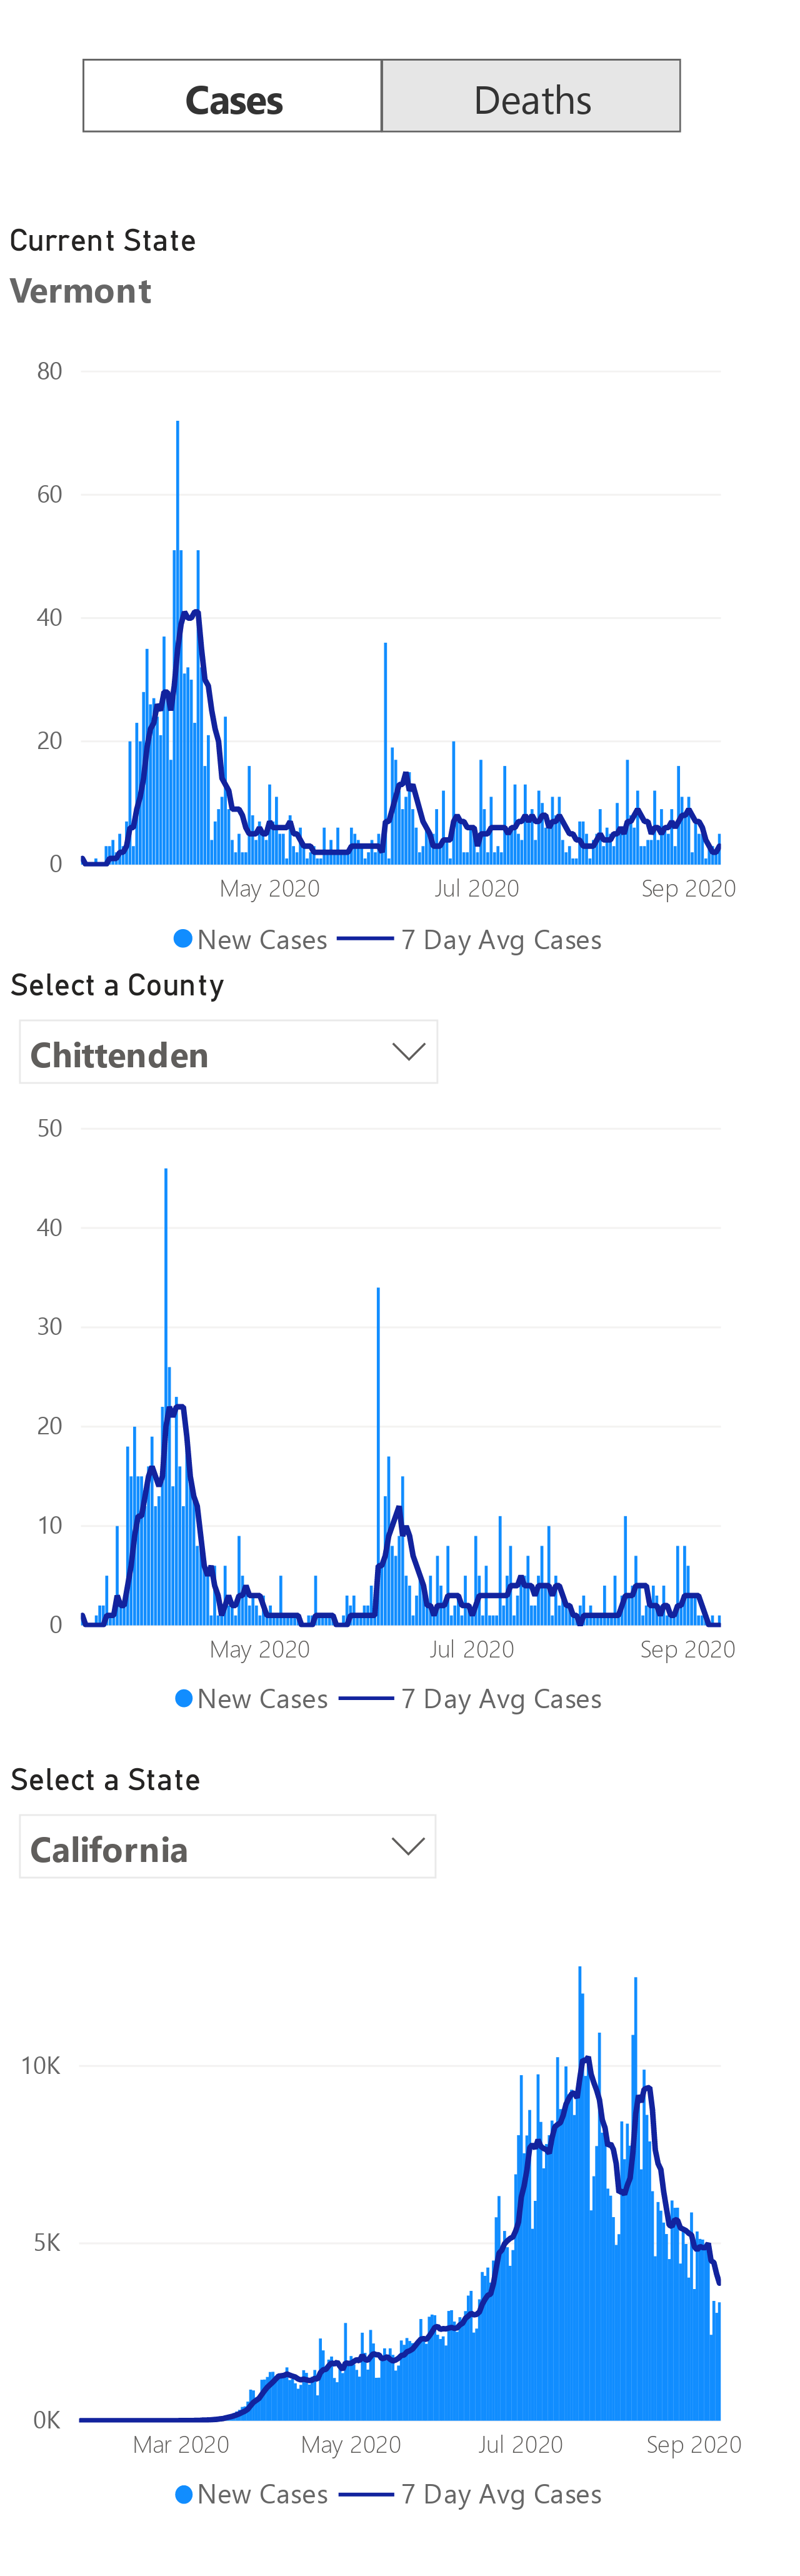 Cases Deaths
Current State
Vermont
80
60
40
20
0
May 2020 Jul 2020 Sep 2020
New Cases 7 Day Avg Cases
Select a County
Chittenden
50
40
30
20
10
0
May 2020 Jul 2020 Sep 2020
New Cases 7 Day Avg Cases
Select a State
California
10K
5K
0K
Mar 2020 May 2020 Jul 2020 Sep 2020
New Cases 7 Day Avg Cases